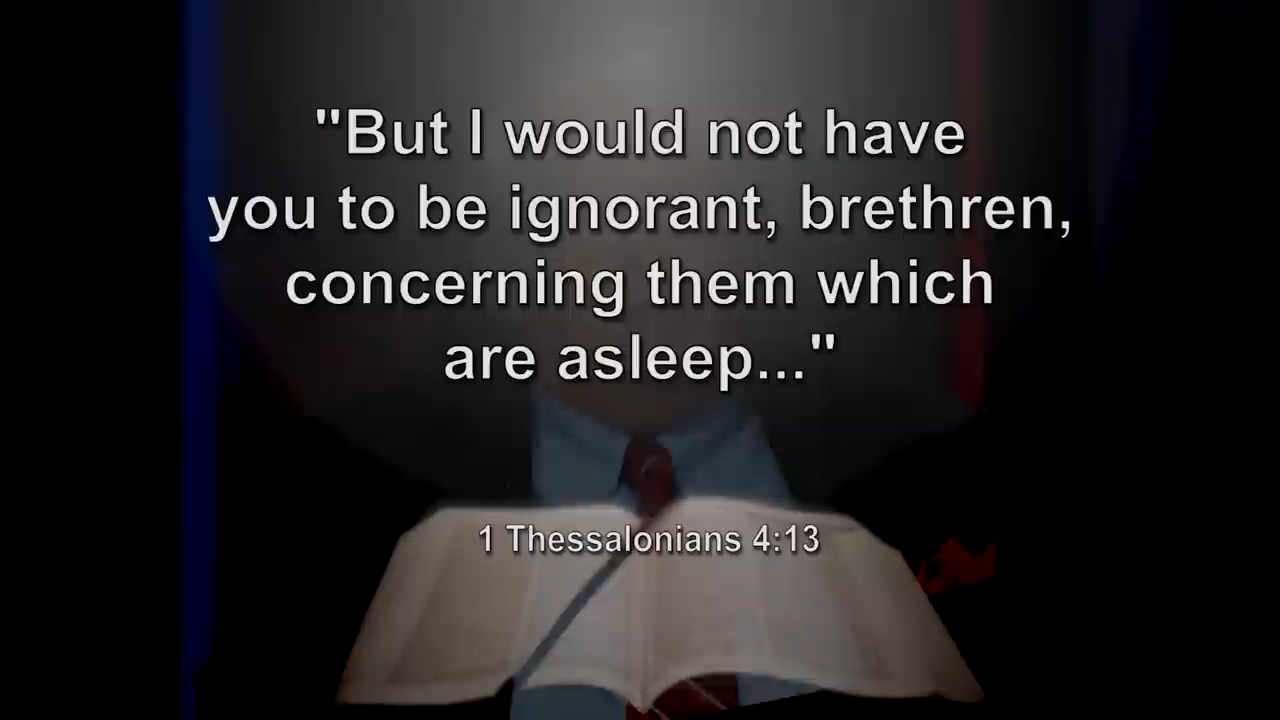 "But I would not have
you to be ignorant, brethren,
concerning them which
are asleep..."
1 Thessalonians 4:13